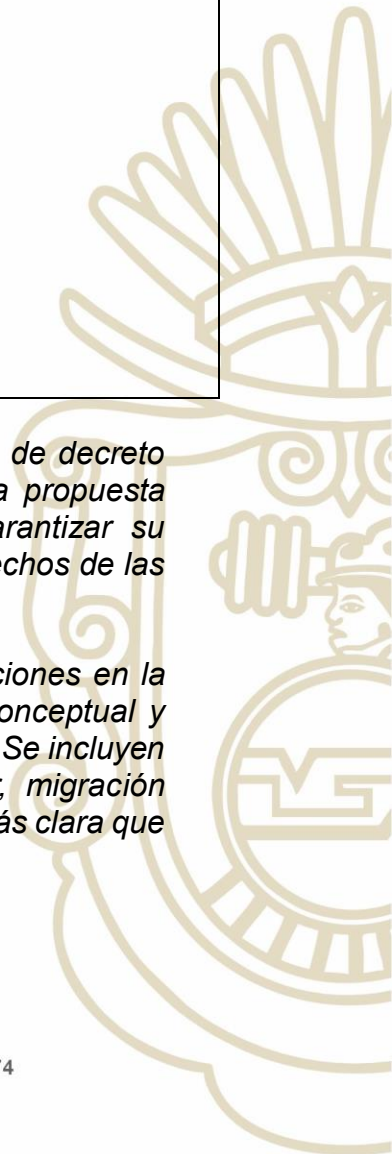 de decreto
a propuesta
arantizar su
echos de las
ciones en la
onceptual y
Se incluyen
, migración
ás clara que